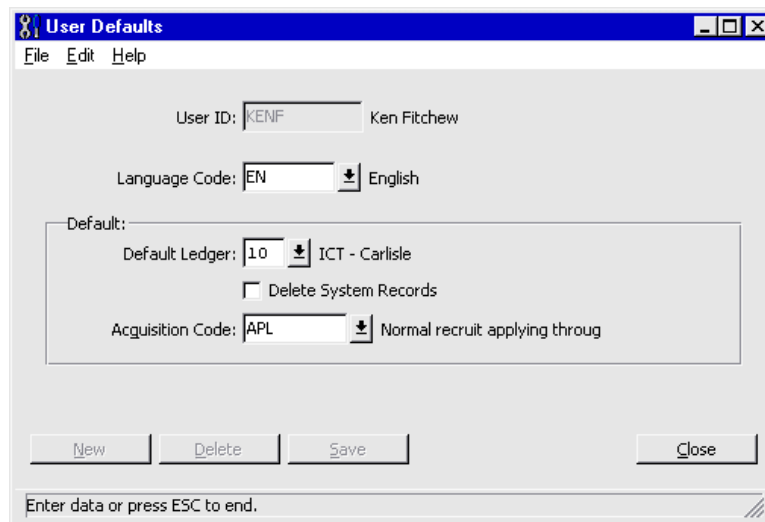 User Defaults
File Edit Help
User ID: KENF Ken Fitchew
Language Code: EN English
Default:
Default Ledger: 10 ICT - Carlisle
Delete System Records
Acquisition Code: APL Normal recruit applying throug
New Delete Save Close
Enter data or press ESC to end.